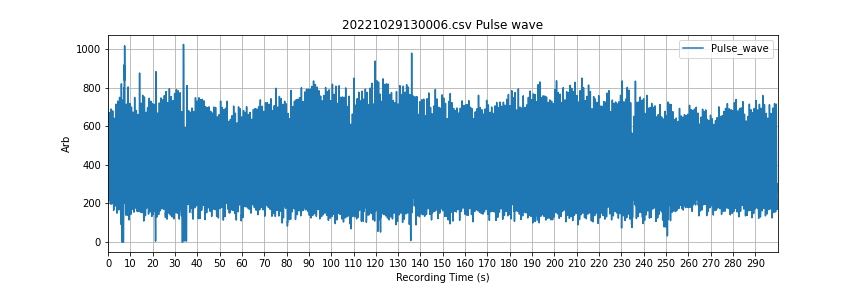 20221029130006.csv Pulse wave
Pulse_wave
1000
800
600
400
200
0
Arb
0 10 20 30 40 50 60 70 80 90 100 110 120 130 140 150 160 170 180 190 200 210 220 230 240 250 260 270 280 290
Recording Time (s)